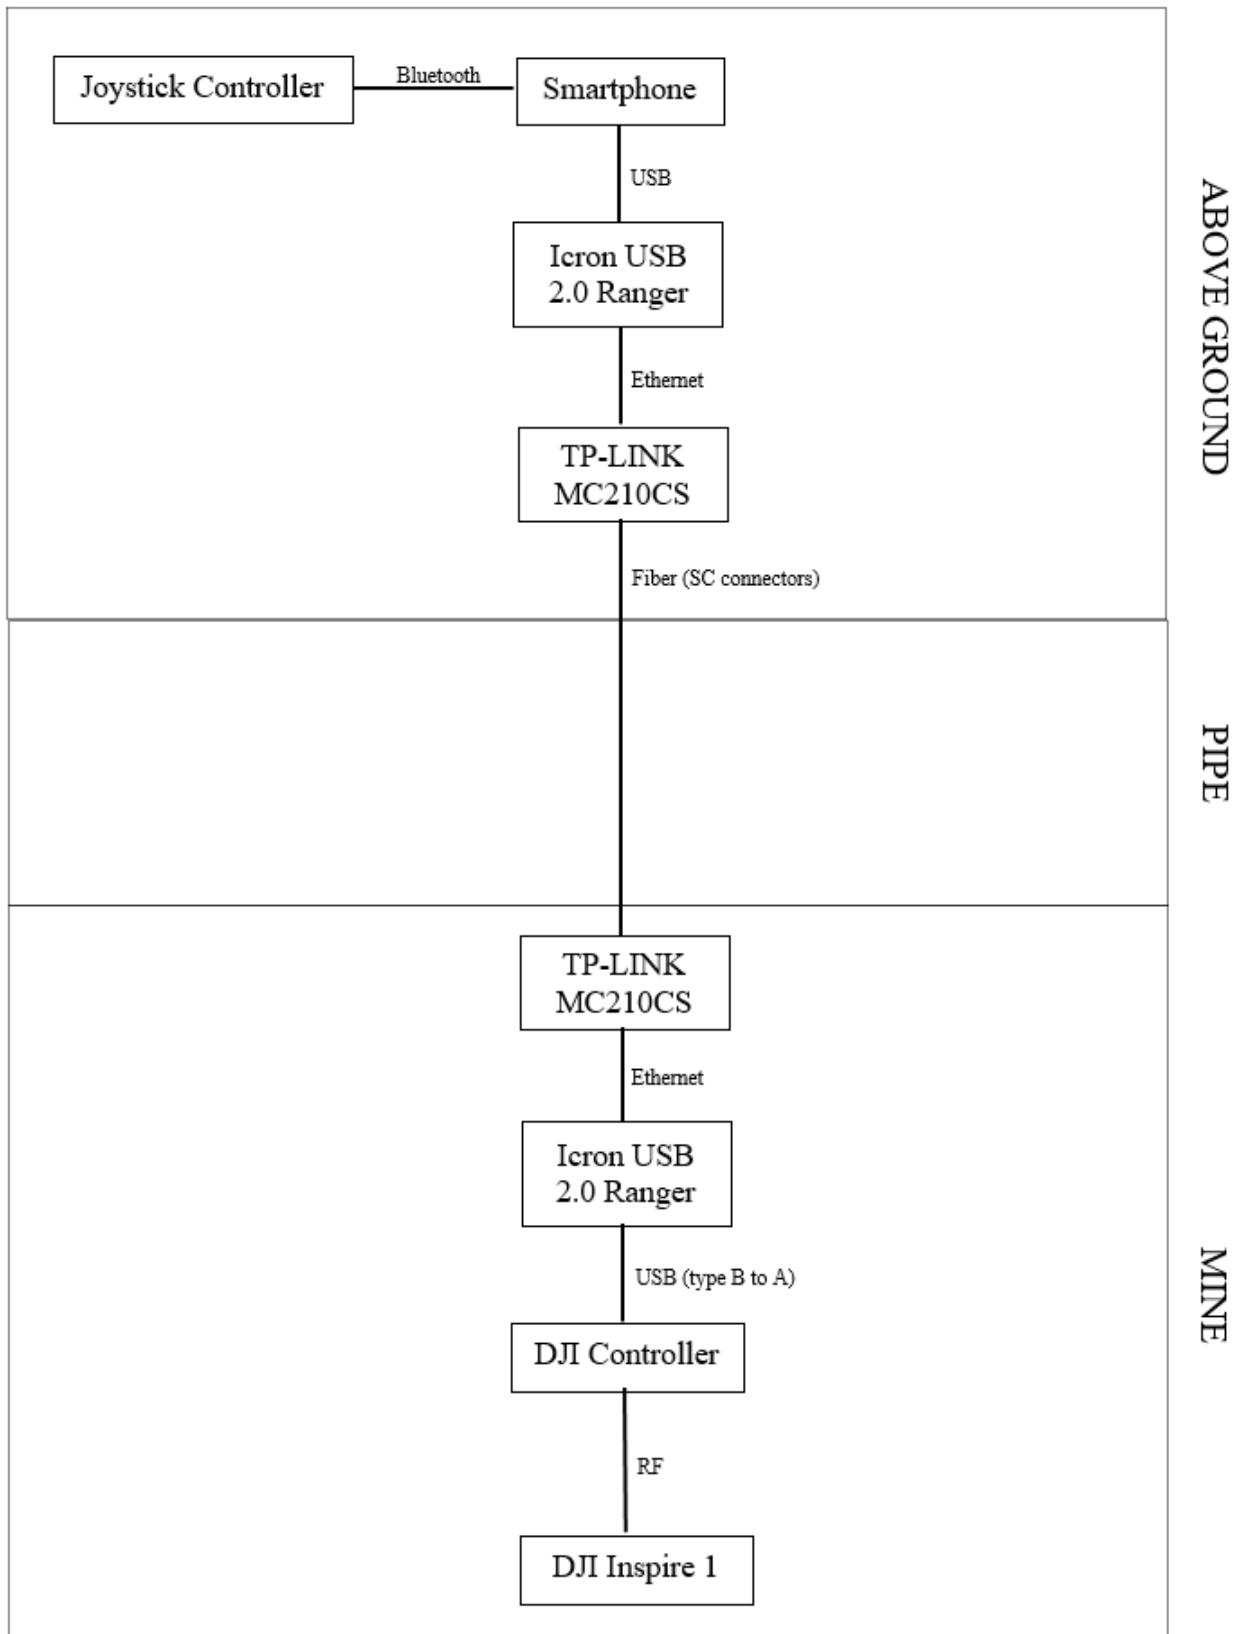 Joystick Controller
Bluetooth
Smartphone
USB
Icron USB
2.0 Ranger
Ethernet
TP-LINK
MC210CS
Fiber (SC connectors)
ABOVE GROUND
PIPE
TP-LINK
MC210CS
Ethernet
Icron USB
2.0 Ranger
USB (type B to A)
DJI Controller
RF
DJI Inspire 1
MINE